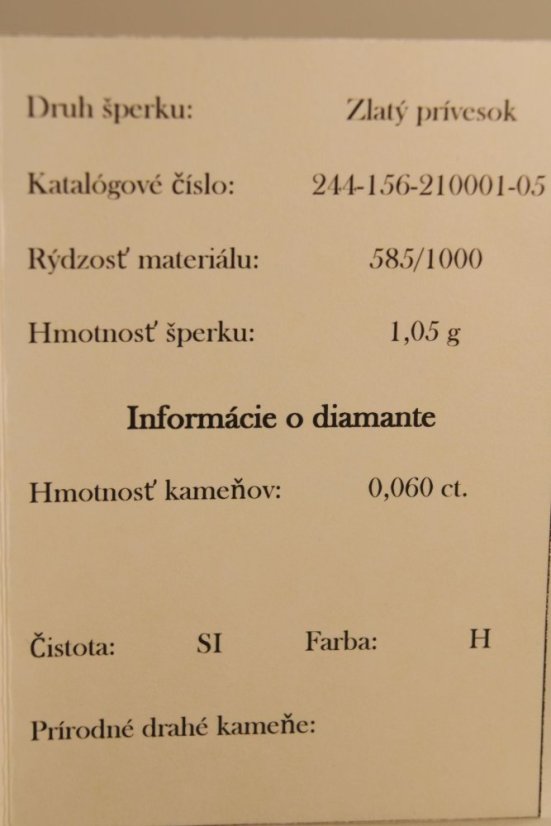 Druh šperku: Zlatý prívesok
Katalógové číslo: 244-156-210001-05
Rýdzosť materiálu: 585/1000
Hmotnosť šperku: 1,05 g
Informácie o diamante
Hmotnosť kameňov: 0,060 ct.
Čistota: SI Farba: H
Prírodné drahé kameňe: